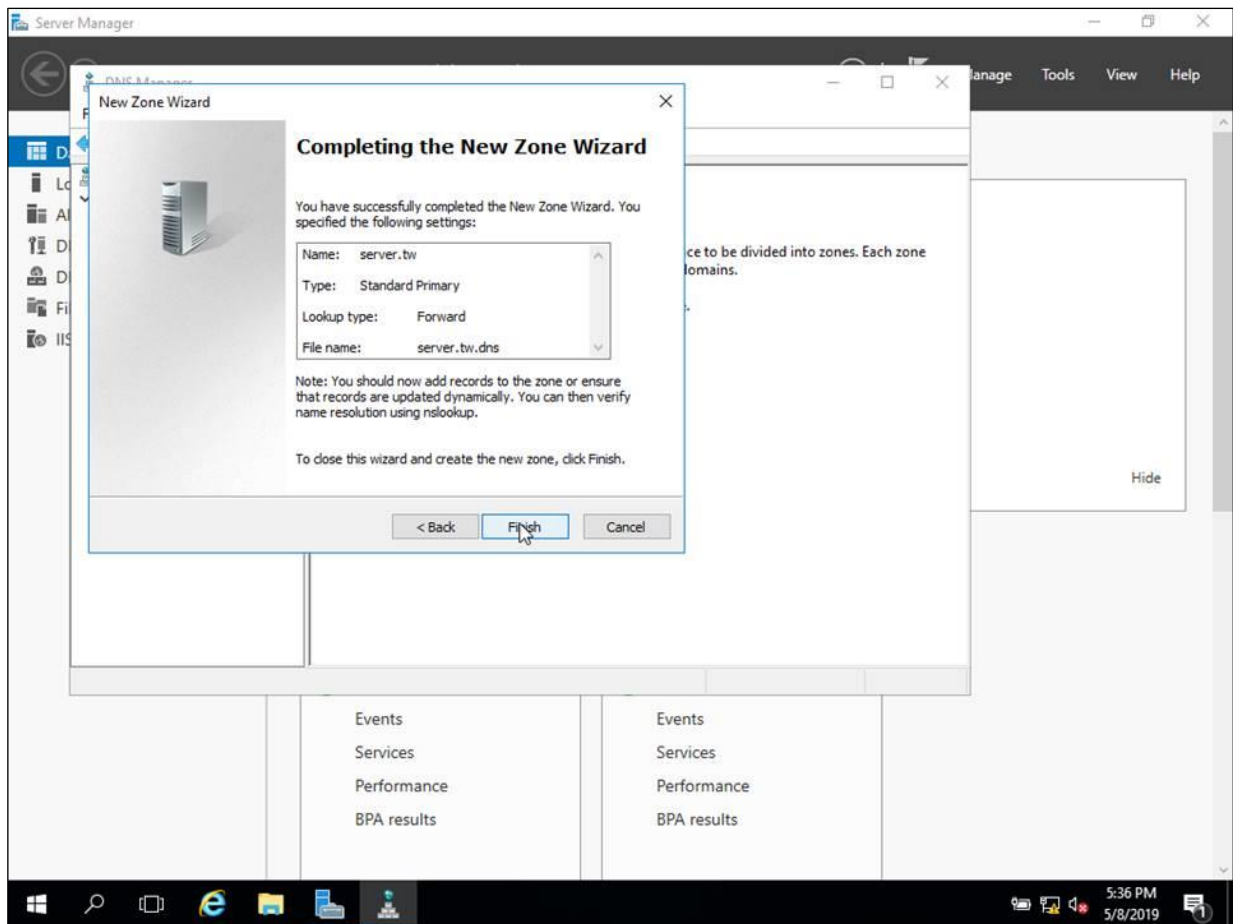 Server Manager
Manage Tools View Help
DNS Manager
New Zone Wizard
Completing the New Zone Wizard
You have successfully completed the New Zone Wizard. You
specified the following settings:
Name: server.tw
Type: Standard Primary
Lookup type: Forward
File name: server.tw.dns
Note: You should now add records to the zone or ensure
that records are updated dynamically. You can then verify
name resolution using nslookup.
To close this wizard and create the new zone, click Finish.
< Back Finish Cancel
ce to be divided into zones. Each zone
domains.
Hide
Events
Services
Performance
BPA results
Events
Services
Performance
BPA results
5:36 PM
5/8/2019
1